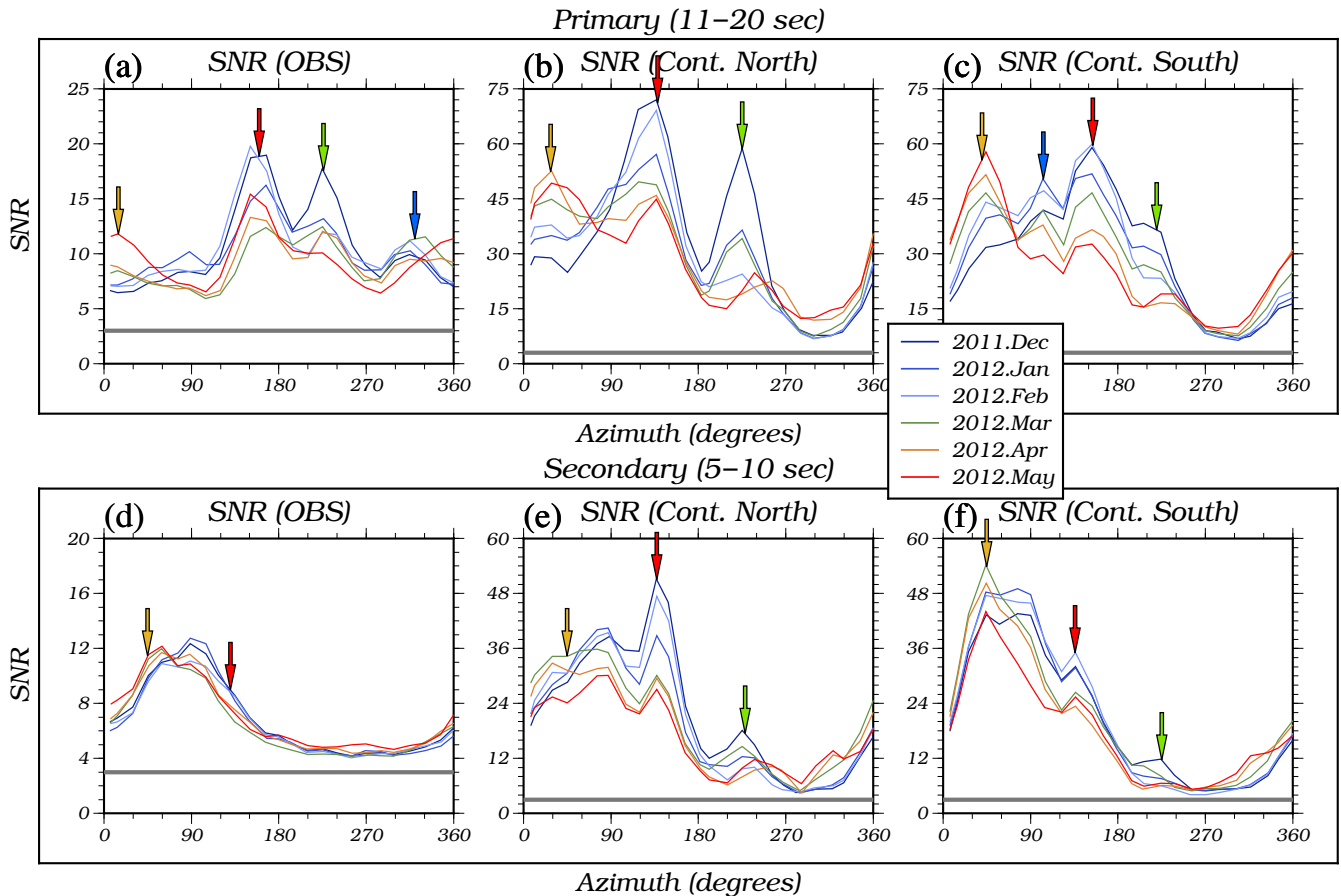 Primary (11–20 sec)
(a) SNR (OBS)
(b) SNR (Cont. North)
(c) SNR (Cont. South)
SNR
25
20
15
10
5
0
0 90 180 270 360
75
60
45
30
15
0
0 90 180 270 360
75
60
45
30
15
0
180 270 360
2011.Dec
2012.Jan
2012.Feb
2012.Mar
2012.Apr
2012.May
Azimuth (degrees)
Secondary (5–10 sec)
(d) SNR (OBS)
(e) SNR (Cont. North)
(f) SNR (Cont. South)
SNR
20
16
12
8
4
0
0 90 180 270 360
60
48
36
24
12
0
0 90 180 270 360
60
48
36
24
12
0
0 90 180 270 360
Azimuth (degrees)